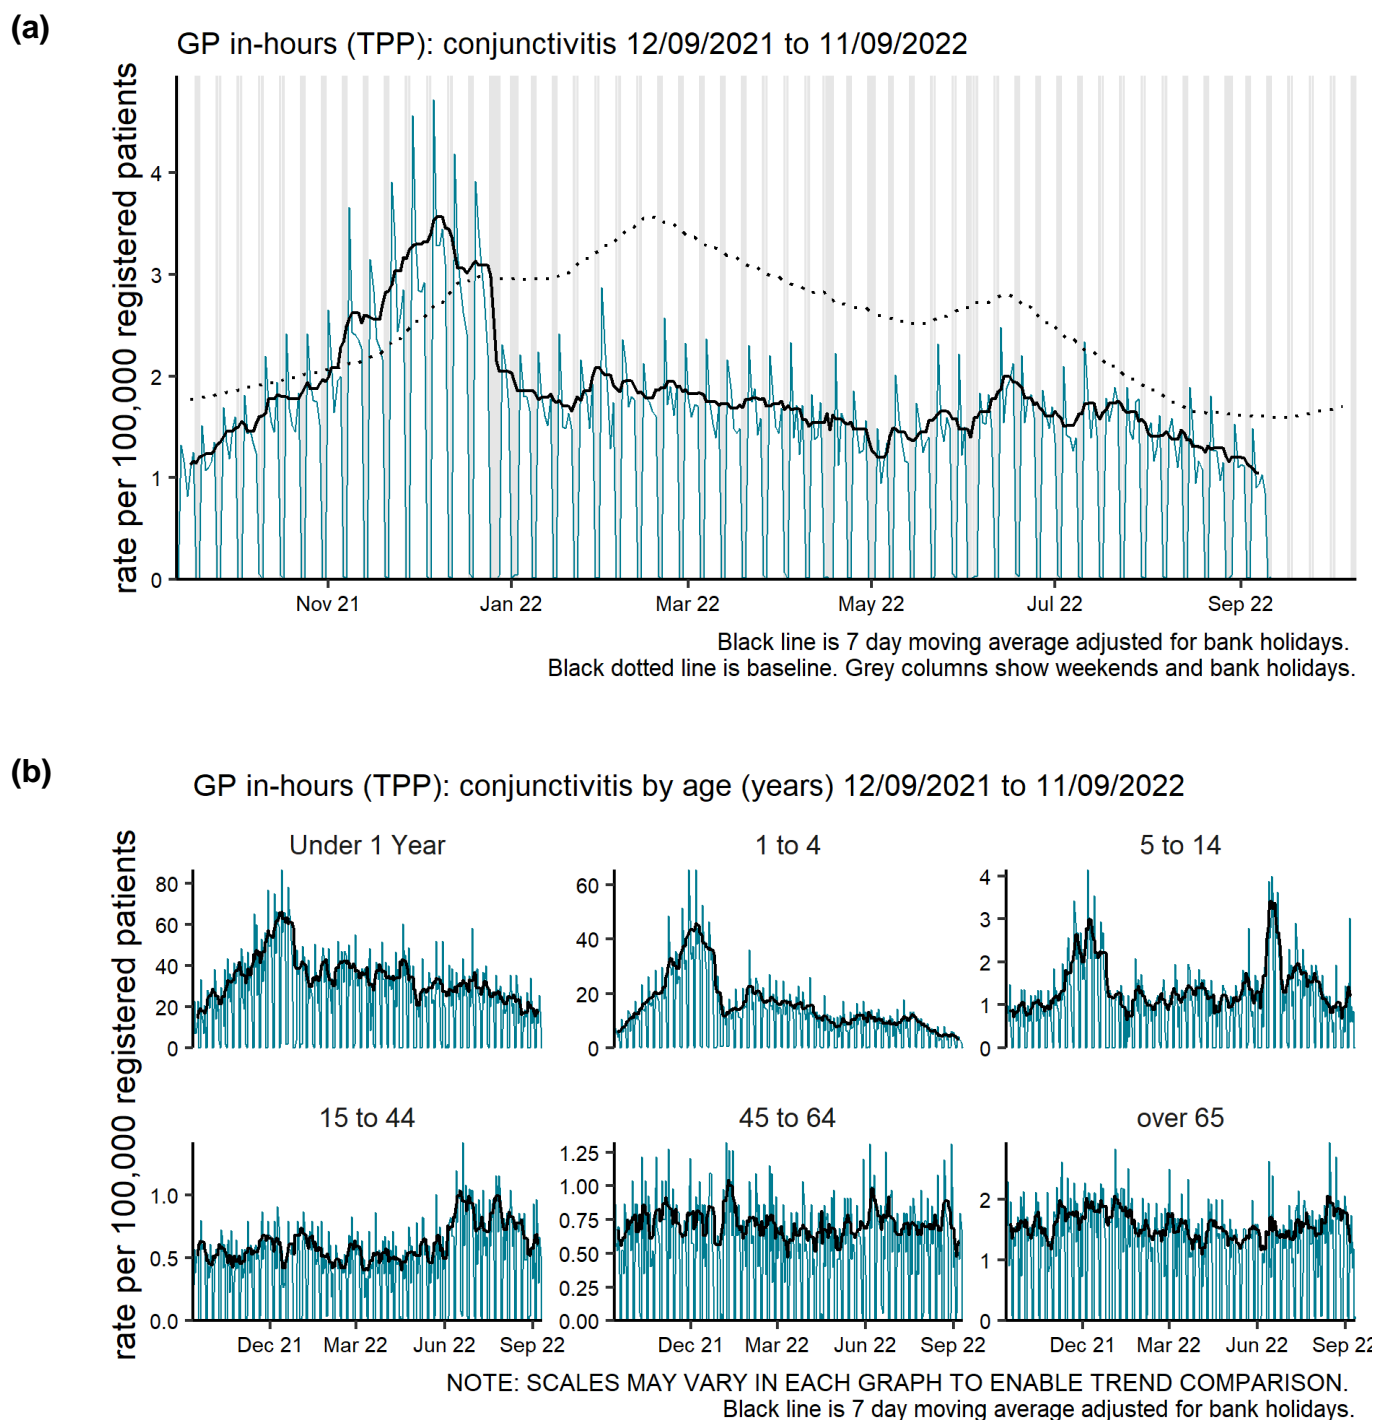 (a)
GP in-hours (TPP): conjunctivitis 12/09/2021 to 11/09/2022
rate per 100,000 registered patients
4
3
2
1
0
Nov 21 Jan 22 Mar 22 May 22 Jul 22 Sep 22
Black line is 7 day moving average adjusted for bank holidays.
Black dotted line is baseline. Grey columns show weekends and bank holidays.
(b)
GP in-hours (TPP): conjunctivitis by age (years) 12/09/2021 to 11/09/2022
rate per 100,000 registered patients
Under 1 Year
80
60
40
20
0
1 to 4
60
40
20
0
5 to 14
4
3
2
1
0
15 to 44
1.0
0.5
0.0
Dec 21 Mar 22 Jun 22 Sep 22
45 to 64
1.25
1.00
0.75
0.50
0.25
0.00
Dec 21 Mar 22 Jun 22 Sep 22
over 65
2
1
0
Dec 21 Mar 22 Jun 22 Sep 22
NOTE: SCALES MAY VARY IN EACH GRAPH TO ENABLE TREND COMPARISON.
Black line is 7 day moving average adjusted for bank holidays.